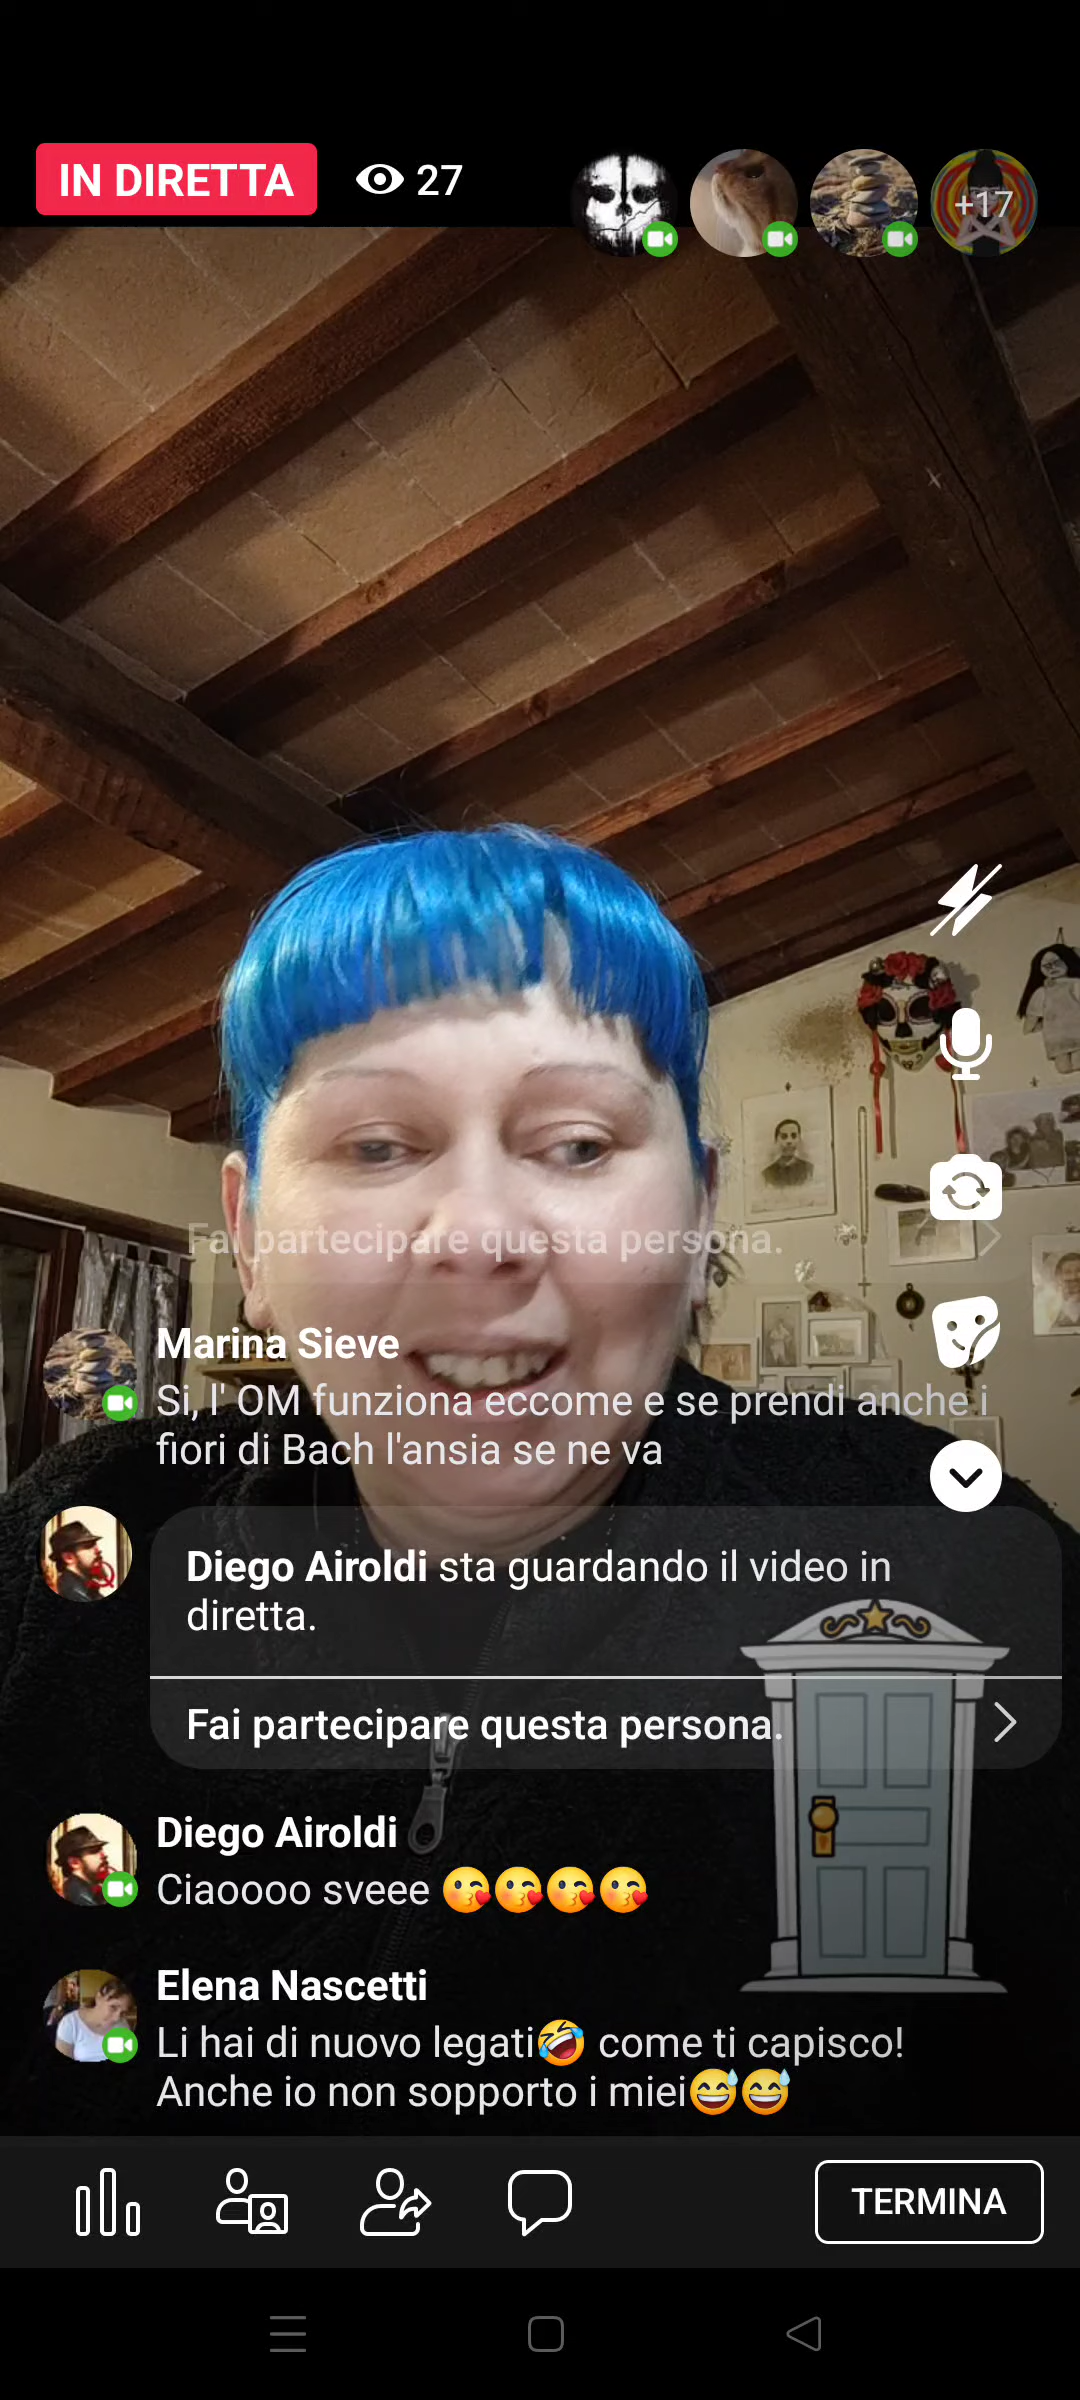 IN DIRETTA
27
+17
Fai partecipare questa persona.
Marina Sieve
Si, l' OM funziona eccome e se prendi anche i
fiori di Bach l'ansia se ne va
Diego Airoldi sta guardando il video in
diretta.
Fai partecipare questa persona.
Diego Airoldi
Ciaoooo sveee 😘😘😘😘
Elena Nascetti
Li hai di nuovo legati🤣 come ti capisco!
Anche io non sopporto i miei😅😅
TERMINA